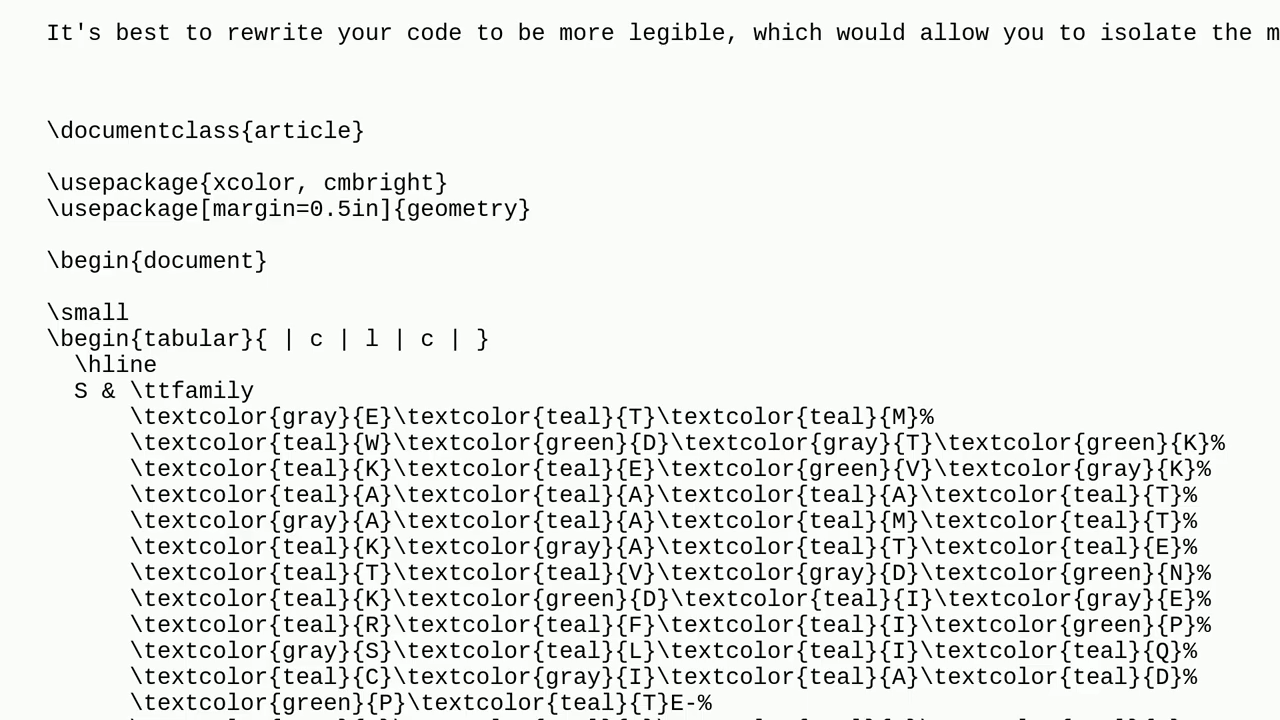 It's best to rewrite your code to be more legible, which would allow you to isolate the m
\documentclass{article}
\usepackage{xcolor, cmbright}
\usepackage[margin=0.5in]{geometry}
\begin{document}
\small
\begin{tabular}{ | c | l | c | }
  \hline
  S & \ttfamily
      \textcolor{gray}{E}\textcolor{teal}{T}\textcolor{teal}{M}%
      \textcolor{teal}{W}\textcolor{green}{D}\textcolor{gray}{T}\textcolor{green}{K}%
      \textcolor{teal}{K}\textcolor{teal}{E}\textcolor{green}{V}\textcolor{gray}{K}%
      \textcolor{teal}{A}\textcolor{teal}{A}\textcolor{teal}{A}\textcolor{teal}{T}%
      \textcolor{gray}{A}\textcolor{teal}{A}\textcolor{teal}{M}\textcolor{teal}{T}%
      \textcolor{teal}{K}\textcolor{gray}{A}\textcolor{teal}{T}\textcolor{teal}{E}%
      \textcolor{teal}{T}\textcolor{teal}{V}\textcolor{gray}{D}\textcolor{green}{N}%
      \textcolor{teal}{K}\textcolor{green}{D}\textcolor{teal}{I}\textcolor{gray}{E}%
      \textcolor{teal}{R}\textcolor{teal}{F}\textcolor{teal}{I}\textcolor{green}{P}%
      \textcolor{gray}{S}\textcolor{teal}{L}\textcolor{teal}{I}\textcolor{teal}{Q}%
      \textcolor{teal}{C}\textcolor{gray}{I}\textcolor{teal}{A}\textcolor{teal}{D}%
      \textcolor{green}{P}\textcolor{teal}{T}E-%